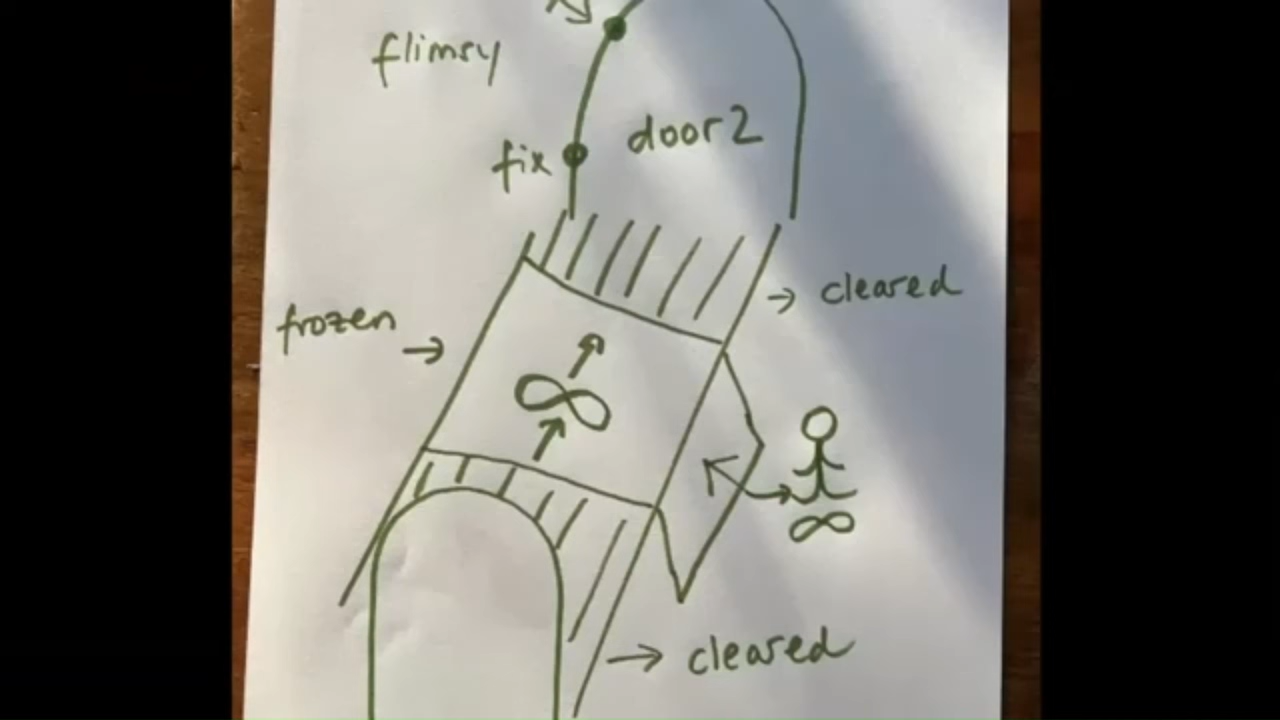 flimsy
door2
fix
cleared
frozen
∞
∞
cleared